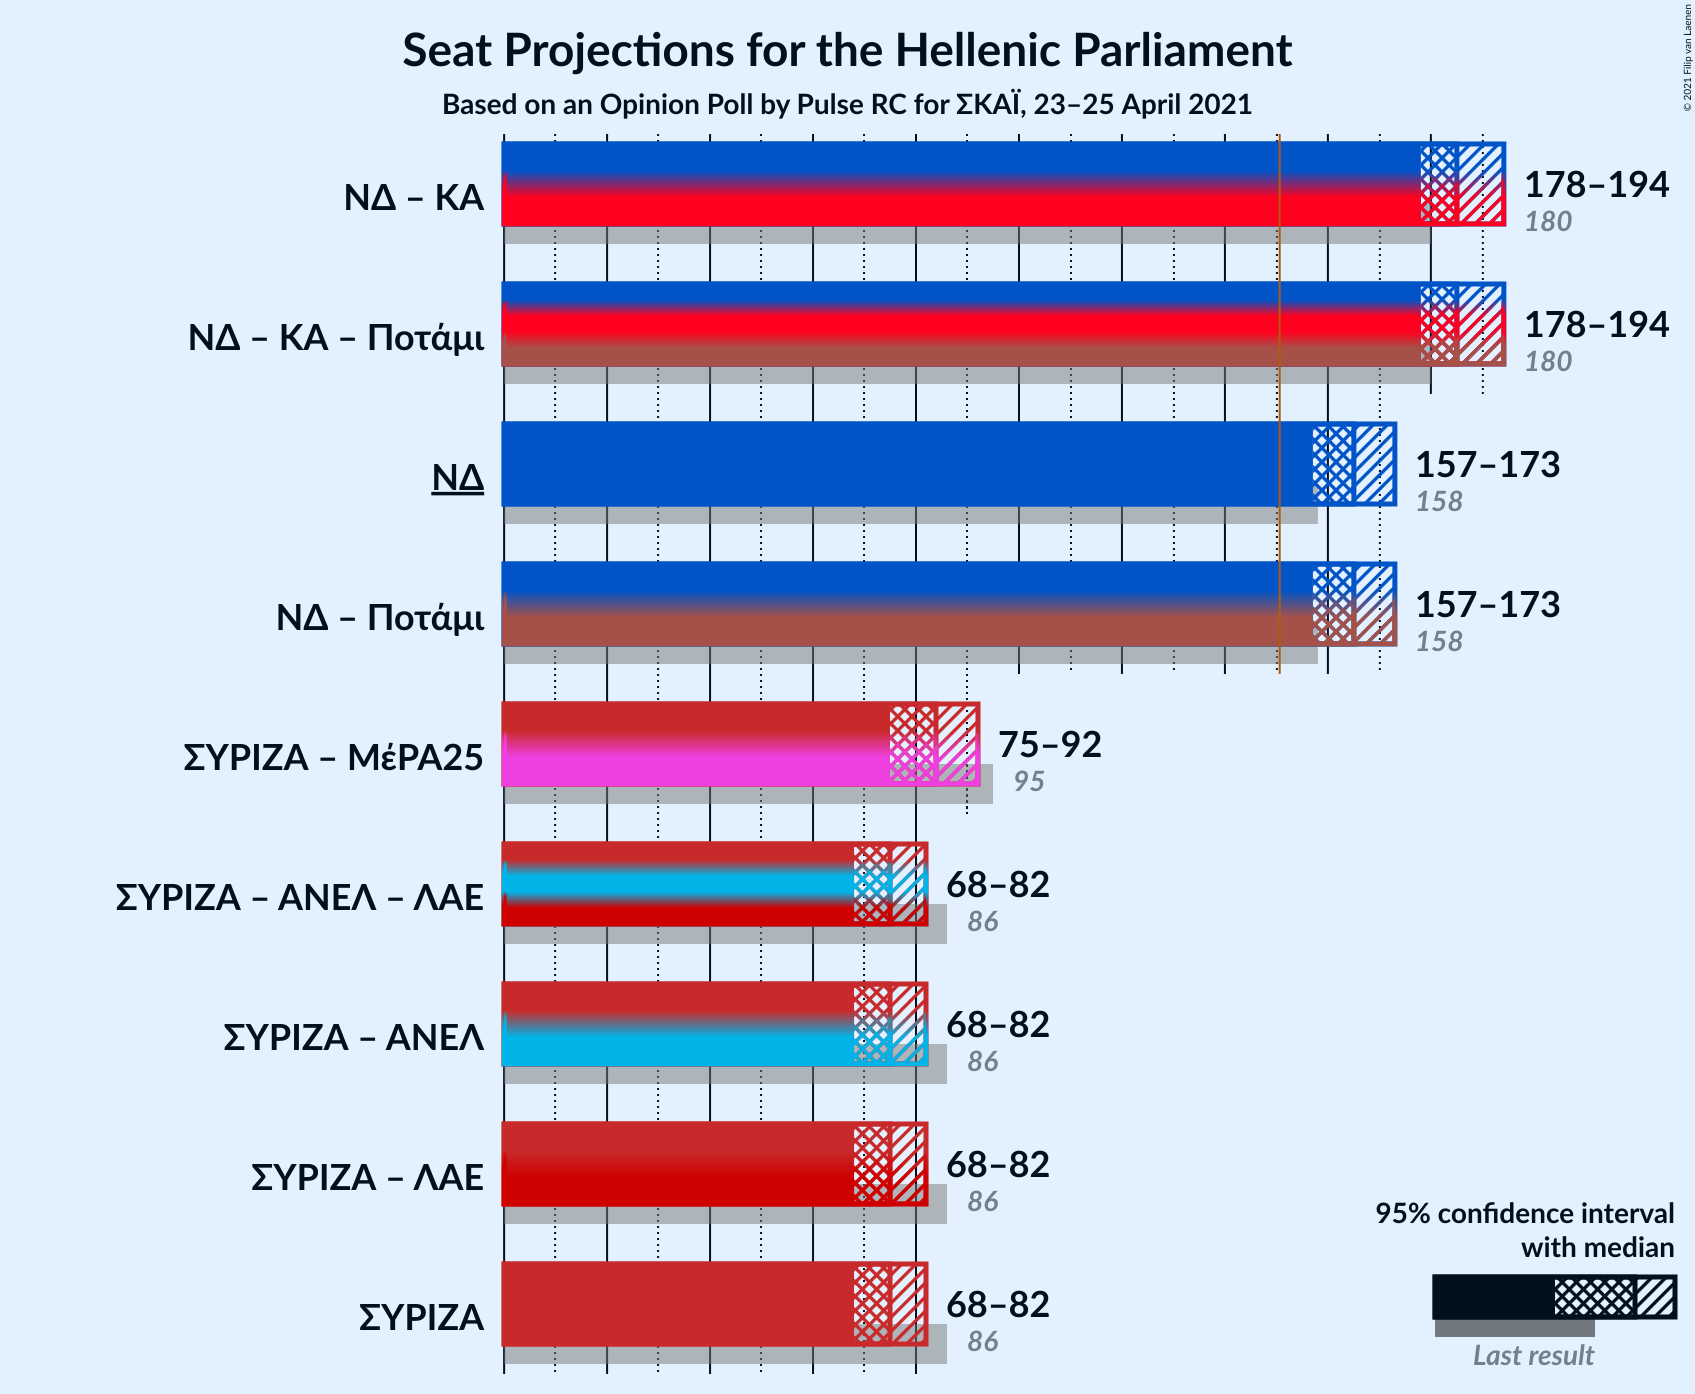 © 2021 Filip van Laenen
Seat Projections for the Hellenic Parliament
Based on an Opinion Poll by Pulse RC for ΣΚΑΪ, 23–25 April 2021
ΝΔ – ΚΑ
178–194
180
ΝΔ – ΚΑ – Ποτάμι
178–194
180
ΝΔ
157–173
158
ΝΔ – Ποτάμι
157–173
158
ΣΥΡΙΖΑ – ΜέΡΑ25
75–92
95
ΣΥΡΙΖΑ – ΑΝΕΛ – ΛΑΕ
68–82
86
ΣΥΡΙΖΑ – ΑΝΕΛ
68–82
86
ΣΥΡΙΖΑ – ΛΑΕ
68–82
86
ΣΥΡΙΖΑ
68–82
86
95% confidence interval
with median
Last result